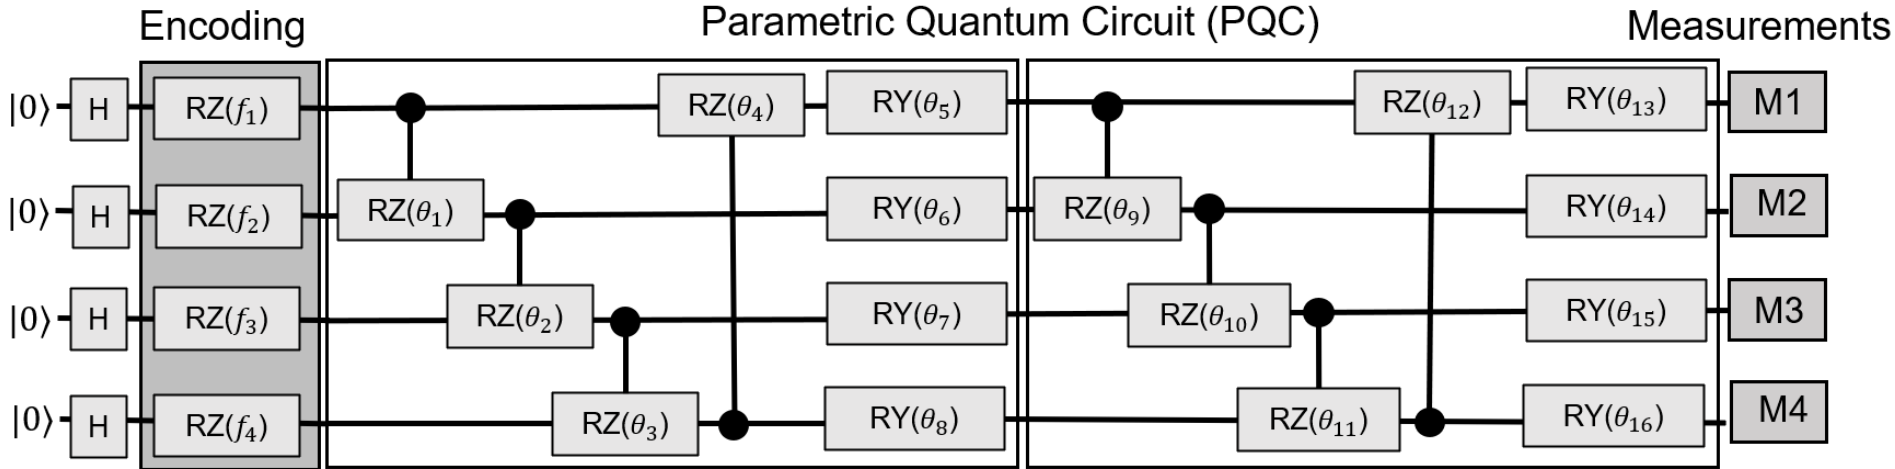 Encoding Parametric Quantum Circuit (PQC) Measurements
|0⟩ H RZ(f₁) RZ(θ₄) RY(θ₅) RZ(θ₁₂) RY(θ₁₃) M1
|0⟩ H RZ(f₂) RZ(θ₁) RY(θ₆) RZ(θ₉) RY(θ₁₄) M2
|0⟩ H RZ(f₃) RZ(θ₂) RY(θ₇) RZ(θ₁₀) RY(θ₁₅) M3
|0⟩ H RZ(f₄) RZ(θ₃) RY(θ₈) RZ(θ₁₁) RY(θ₁₆) M4